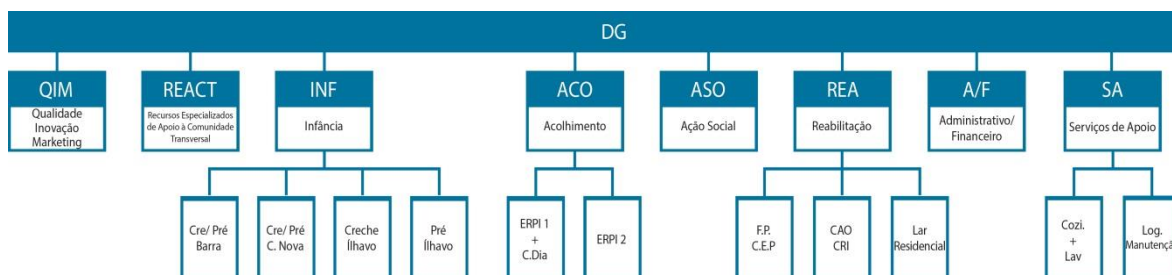 DG
QIM
Qualidade
Inovação
Marketing
REACT
Recursos Especializados
de Apoio à Comunidade
Transversal
INF
Infância
ACO
Acolhimento
ASO
Ação Social
REA
Reabilitação
A/F
Administrativo/
Financeiro
SA
Serviços de Apoio
Cre/ Pré
Barra
Cre/ Pré
C. Nova
Creche
Ílhavo
Pré
Ílhavo
ERPI 1
+
C.Dia
ERPI 2
F.P.
C.E.P
CAO
CRI
Lar
Residencial
Cozi.
+
Lav
Log.
Manutençã